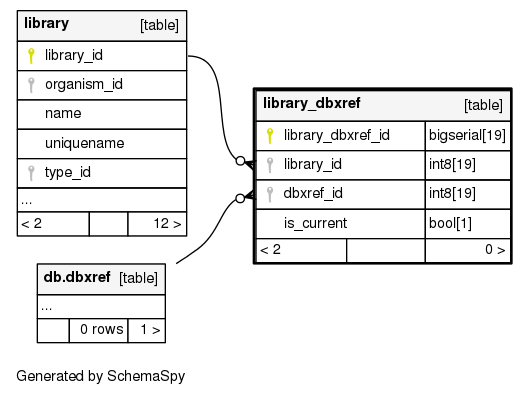 library [table]
library_id
organism_id
name
uniquename
type_id
...
< 2 12 >
library_dbxref [table]
library_dbxref_id bigserial[19]
library_id int8[19]
dbxref_id int8[19]
is_current bool[1]
< 2 0 >
db.dbxref [table]
...
0 rows 1 >
Generated by SchemaSpy